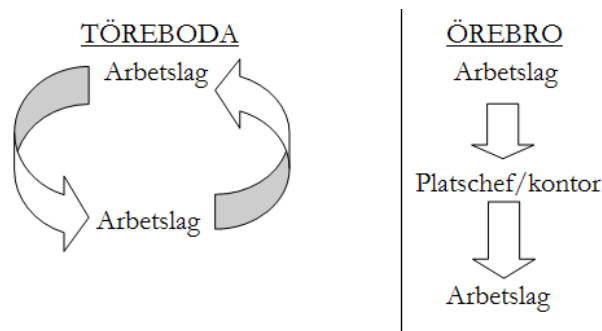 TÖREBODA
Arbetslag
Arbetslag
ÖREBRO
Arbetslag
Platschef/kontor
Arbetslag